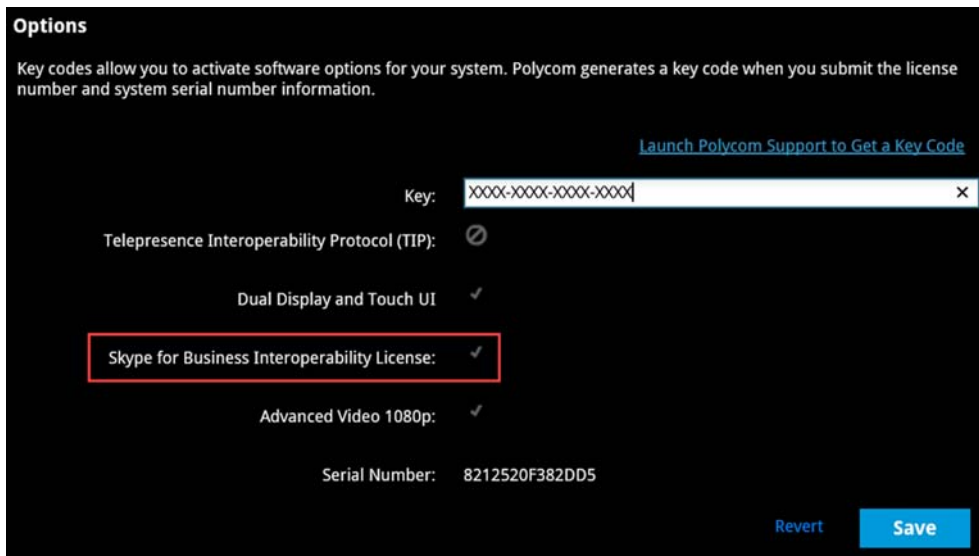 Options
Key codes allow you to activate software options for your system. Polycom generates a key code when you submit the license
number and system serial number information.
Launch Polycom Support to Get a Key Code
Key: XXXX-XXXX-XXXX-XXXX
Telepresence Interoperability Protocol (TIP):
Dual Display and Touch UI
Skype for Business Interoperability License:
Advanced Video 1080p:
Serial Number: 8212520F382DD5
Revert Save